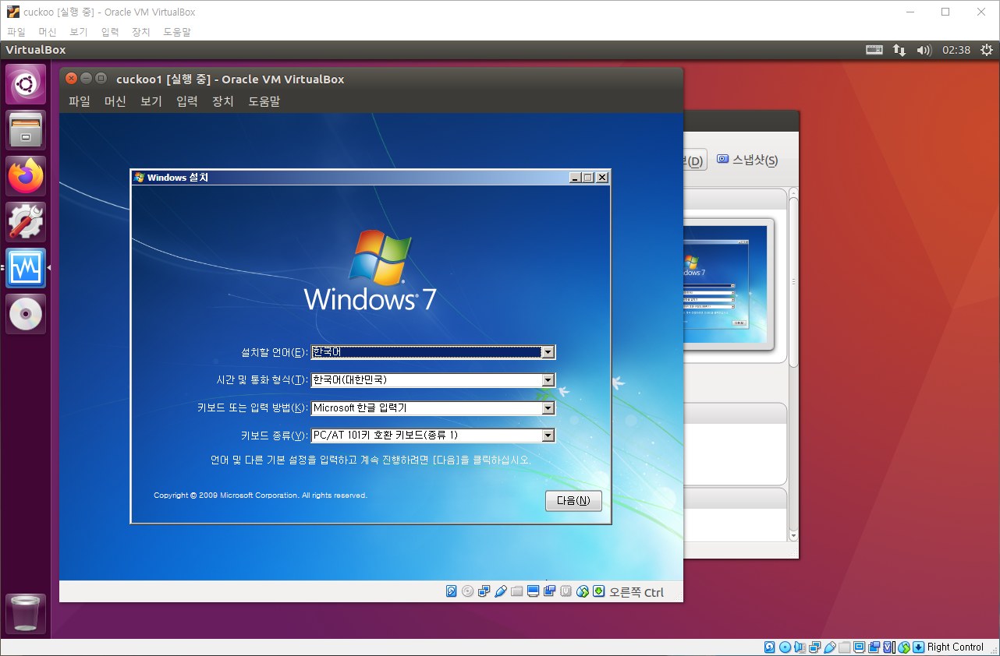 cuckoo [실행 중] - Oracle VM VirtualBox
파일 머신 보기 입력 장치 도움말
VirtualBox 02:38
cuckoo1 [실행 중] - Oracle VM VirtualBox
파일 머신 보기 입력 장치 도움말
(D) 스냅샷(S)
Windows 설치
Windows 7
설치할 언어(E): 한국어
시간 및 통화 형식(T): 한국어(대한민국)
키보드 또는 입력 방법(K): Microsoft 한글 입력기
키보드 종류(Y): PC/AT 101키 호환 키보드(종류 1)
언어 및 다른 기본 설정을 입력하고 계속 진행하려면 [다음]을 클릭하십시오.
Copyright © 2009 Microsoft Corporation. All rights reserved.
다음(N)
오른쪽 Ctrl
Right Control